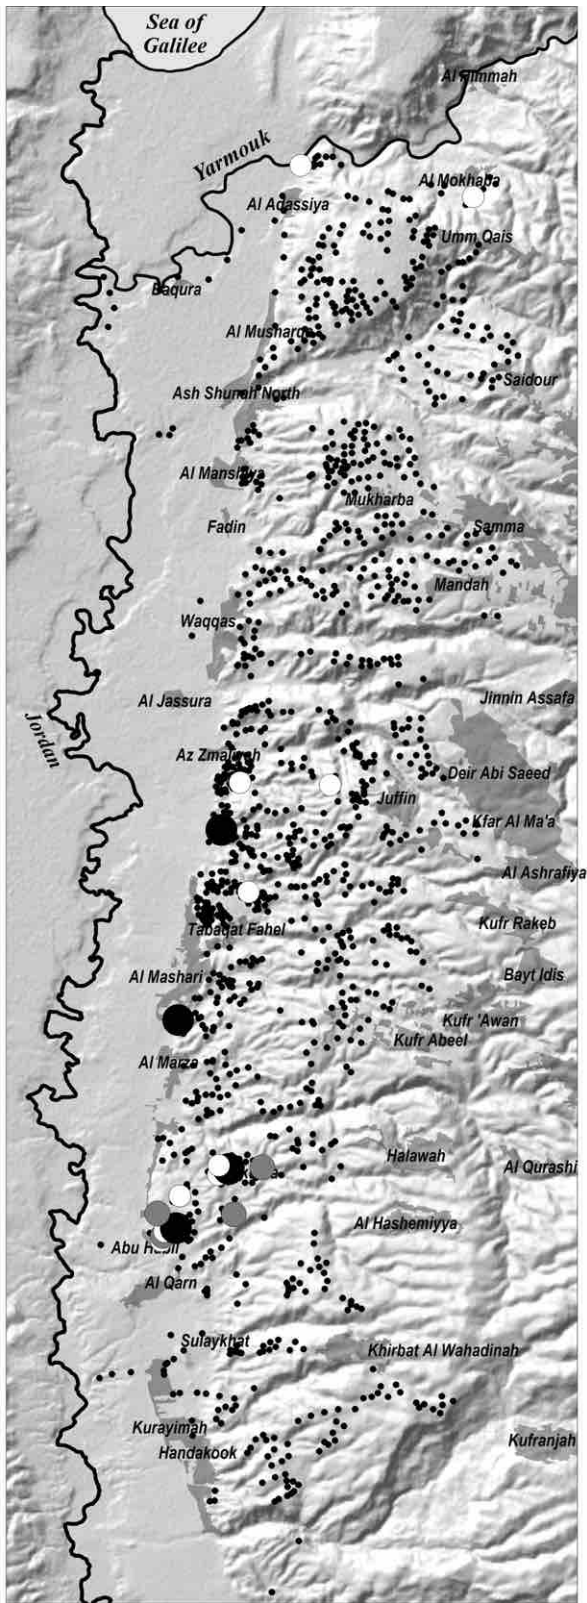 Sea of
Galilee
Al Himmah
Yarmouk
Al Mokhaba
Al Adassiya
Umm Qais
Baqura
Al Musharqa
Saidour
Ash Shunah North
Al Manshiya
Mukharba
Fadin
Samma
Mandah
Waqqas
Al Jassura
Jinnin Assafa
Jordan
Az Zmaliyah
Deir Abi Saeed
Juffin
Kfar Al Ma'a
Al Ashrafiya
Kufr Rakeb
Tabaqat Fahel
Al Mashari
Bayt Idis
Kufr 'Awan
Kufr Abeel
Al Marza
Halawah
Al Qurashi
Al Hashemiyya
Abu Habil
Al Qarn
Sulaykhat
Khirbat Al Wahadinah
Kurayimah
Kufranjah
Handakook